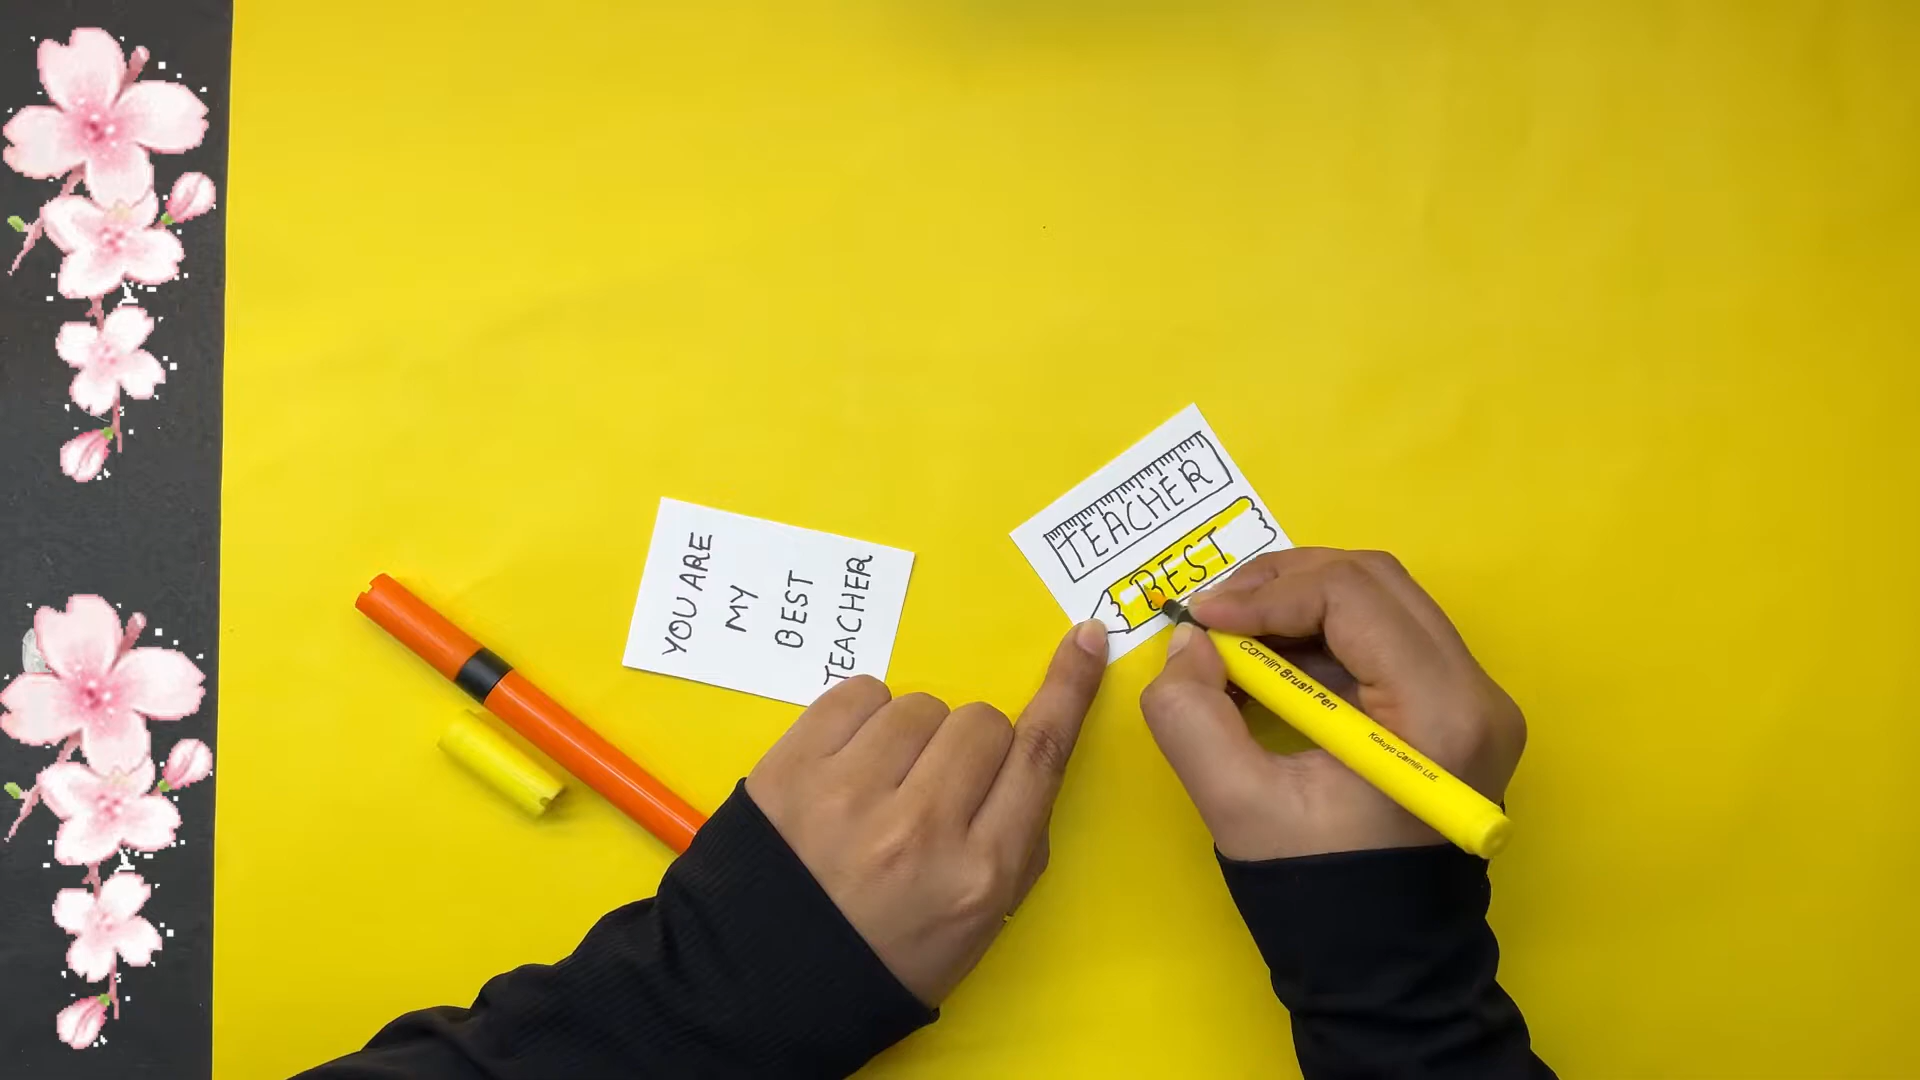 YOU ARE
MY
BEST
TEACHER
TEACHER
BEST
Camlin Brush Pen
Kokuyo Camlin Ltd.